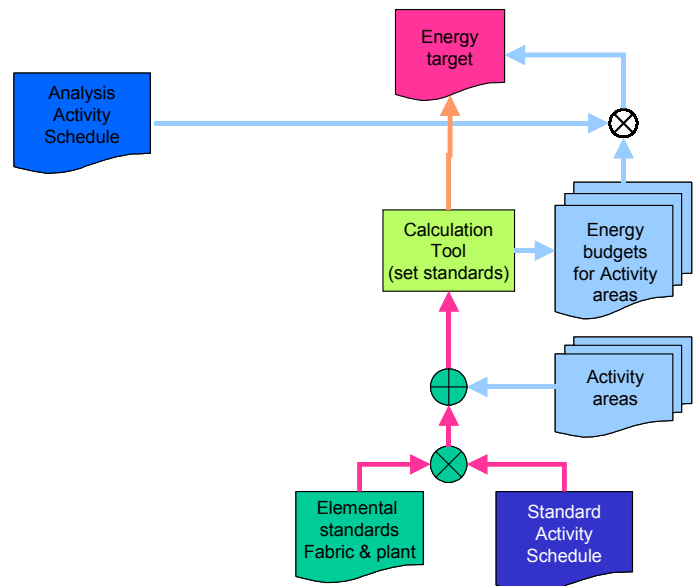 Energy
target
Analysis
Activity
Schedule
Calculation
Tool
(set standards)
Energy
budgets
for Activity
areas
Activity
areas
Elemental
standards
Fabric & plant
Standard
Activity
Schedule